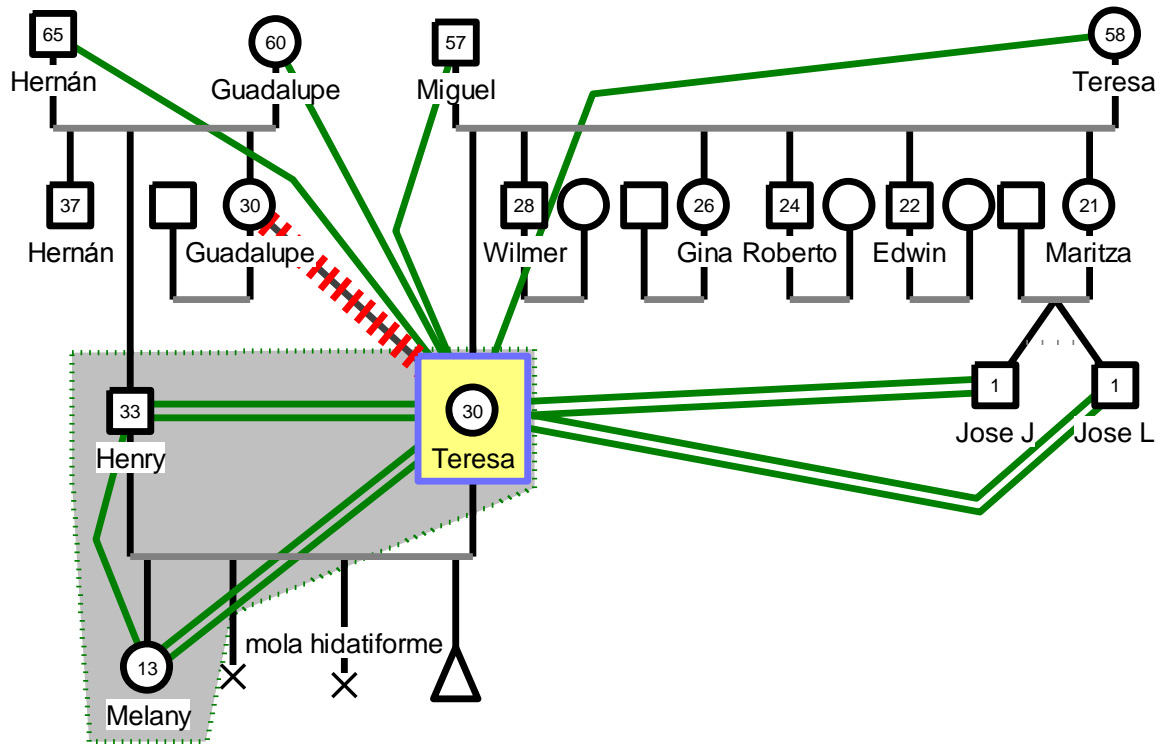 65 60 57 58
Hernán Guadalupe Miguel Teresa
37 30 28 26 24 22 21
Hernán Guadalupe Wilmer Gina Roberto Edwin Maritza
33 30 1 1
Henry Teresa Jose J Jose L
mola hidatiforme
13
Melany